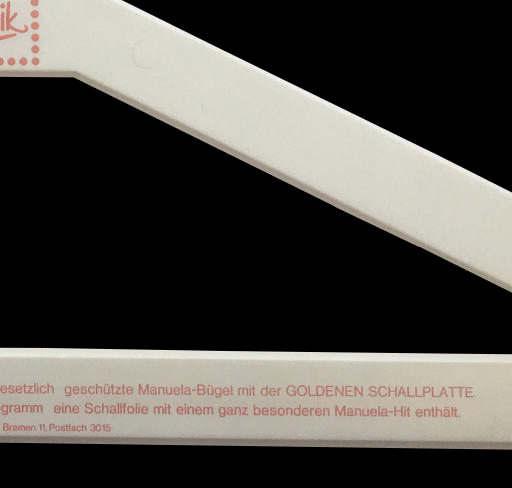 ik
esetzlich geschützte Manuela-Bügel mit der GOLDENEN SCHALLPLATTE
gramm eine Schallfolie mit einem ganz besonderen Manuela-Hit enthält.
Bremen 11, Postfach 3015